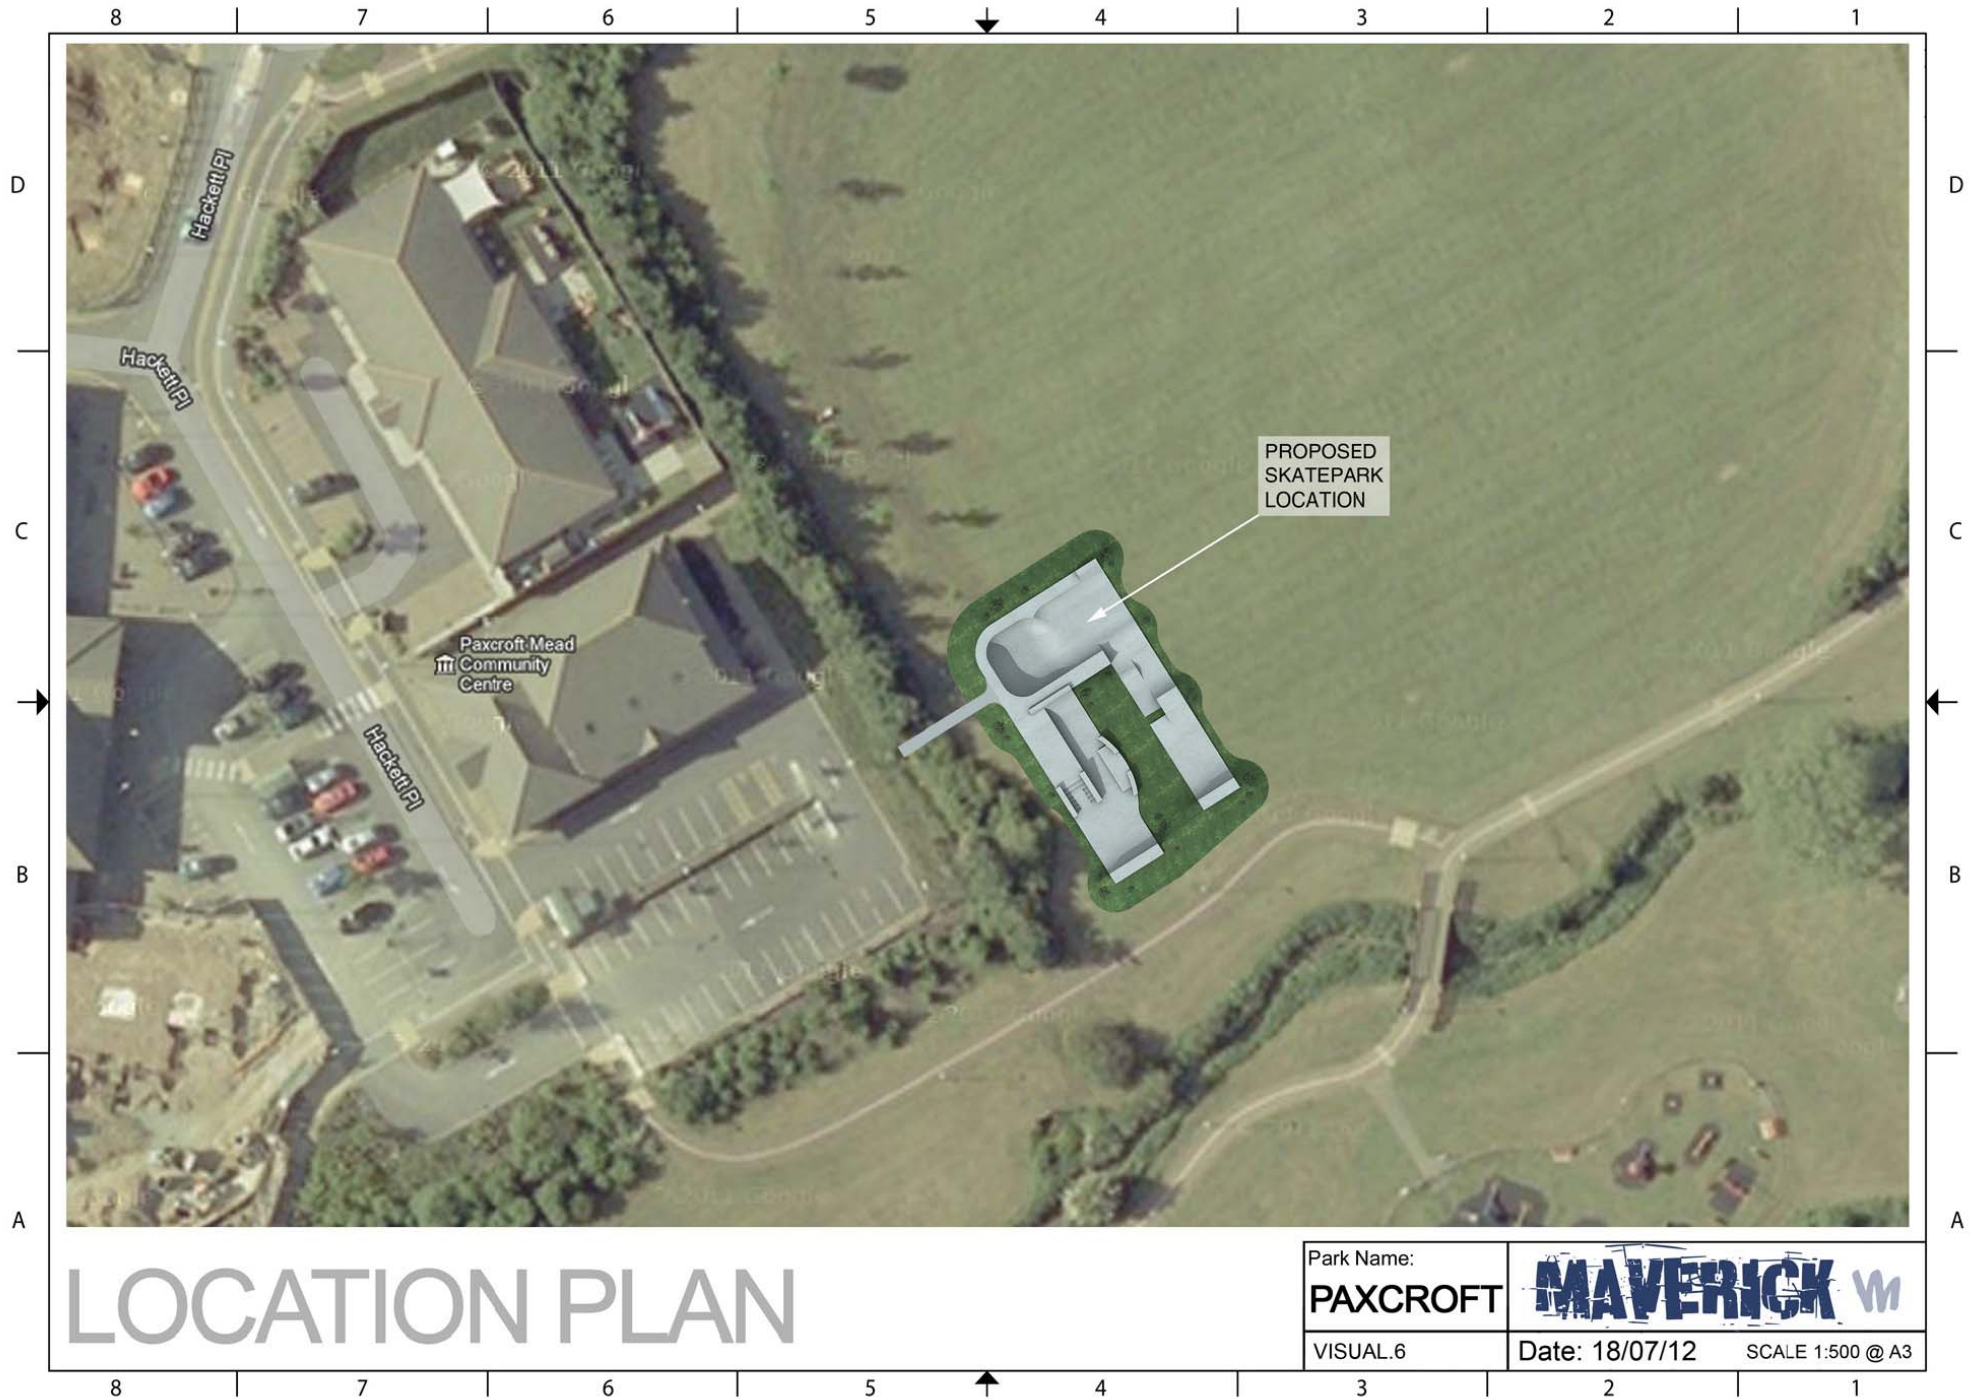 8 7 6 5 4 3 2 1
D D
Hackett Pl
Hackett Pl
PROPOSED
SKATEPARK
LOCATION
C C
Paxcroft Mead
Community
Centre
Hackett Pl
B B
A A
LOCATION PLAN
Park Name:
PAXCROFT
MAVERICK
VISUAL.6
Date: 18/07/12
SCALE 1:500 @ A3
8 7 6 5 4 3 2 1